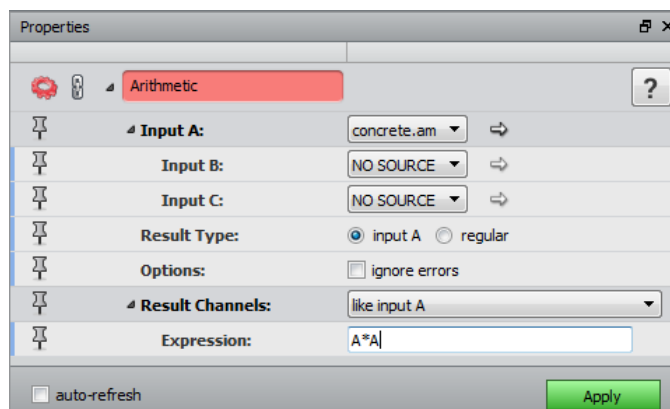 Properties
Arithmetic
?
Input A: concrete.am
Input B: NO SOURCE
Input C: NO SOURCE
Result Type: input A regular
Options: ignore errors
Result Channels: like input A
Expression: A*A
auto-refresh Apply